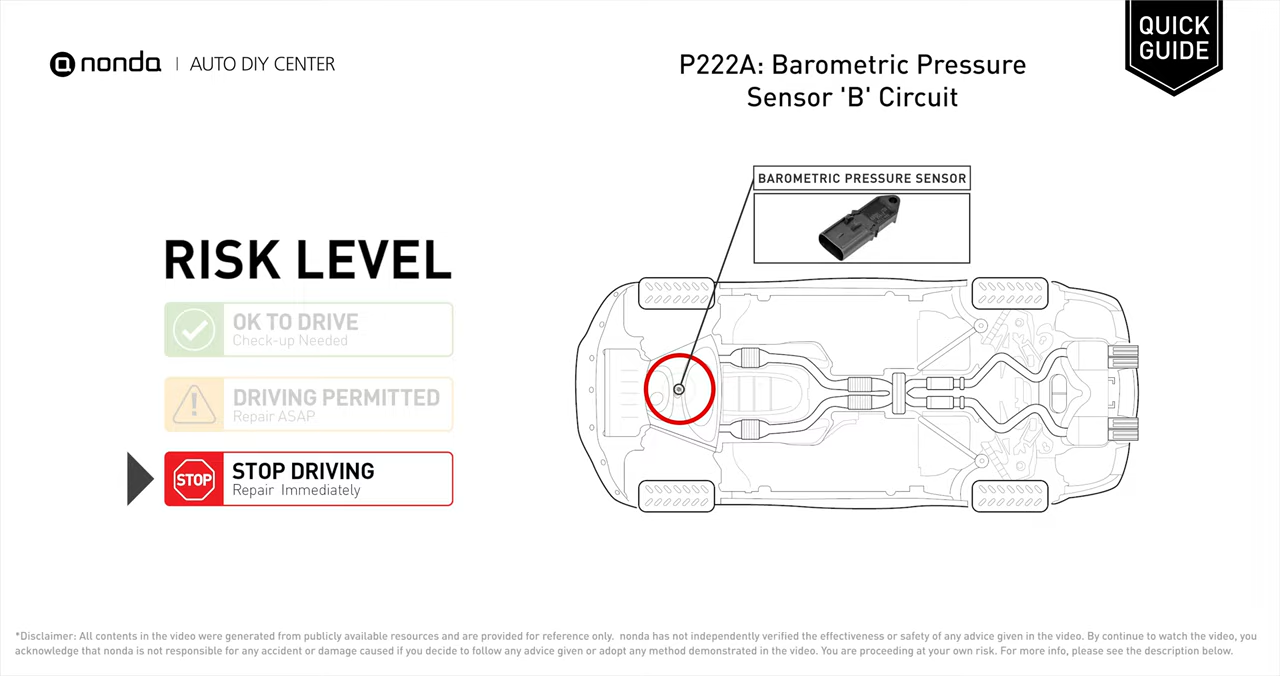 nonda | AUTO DIY CENTER
P222A: Barometric Pressure
Sensor 'B' Circuit
QUICK
GUIDE
BAROMETRIC PRESSURE SENSOR
RISK LEVEL
OK TO DRIVE
Check-up Needed
DRIVING PERMITTED
Repair ASAP
STOP
STOP DRIVING
Repair Immediately
*Disclaimer: All contents in the video were generated from publicly available resources and are provided for reference only. nonda has not independently verified the effectiveness or safety of any advice given in the video. By continue to watch the video, you
acknowledge that nonda is not responsible for any accident or damage caused if you decide to follow any advice given or adopt any method demonstrated in the video. You are proceeding at your own risk. For more info, please see the description below.